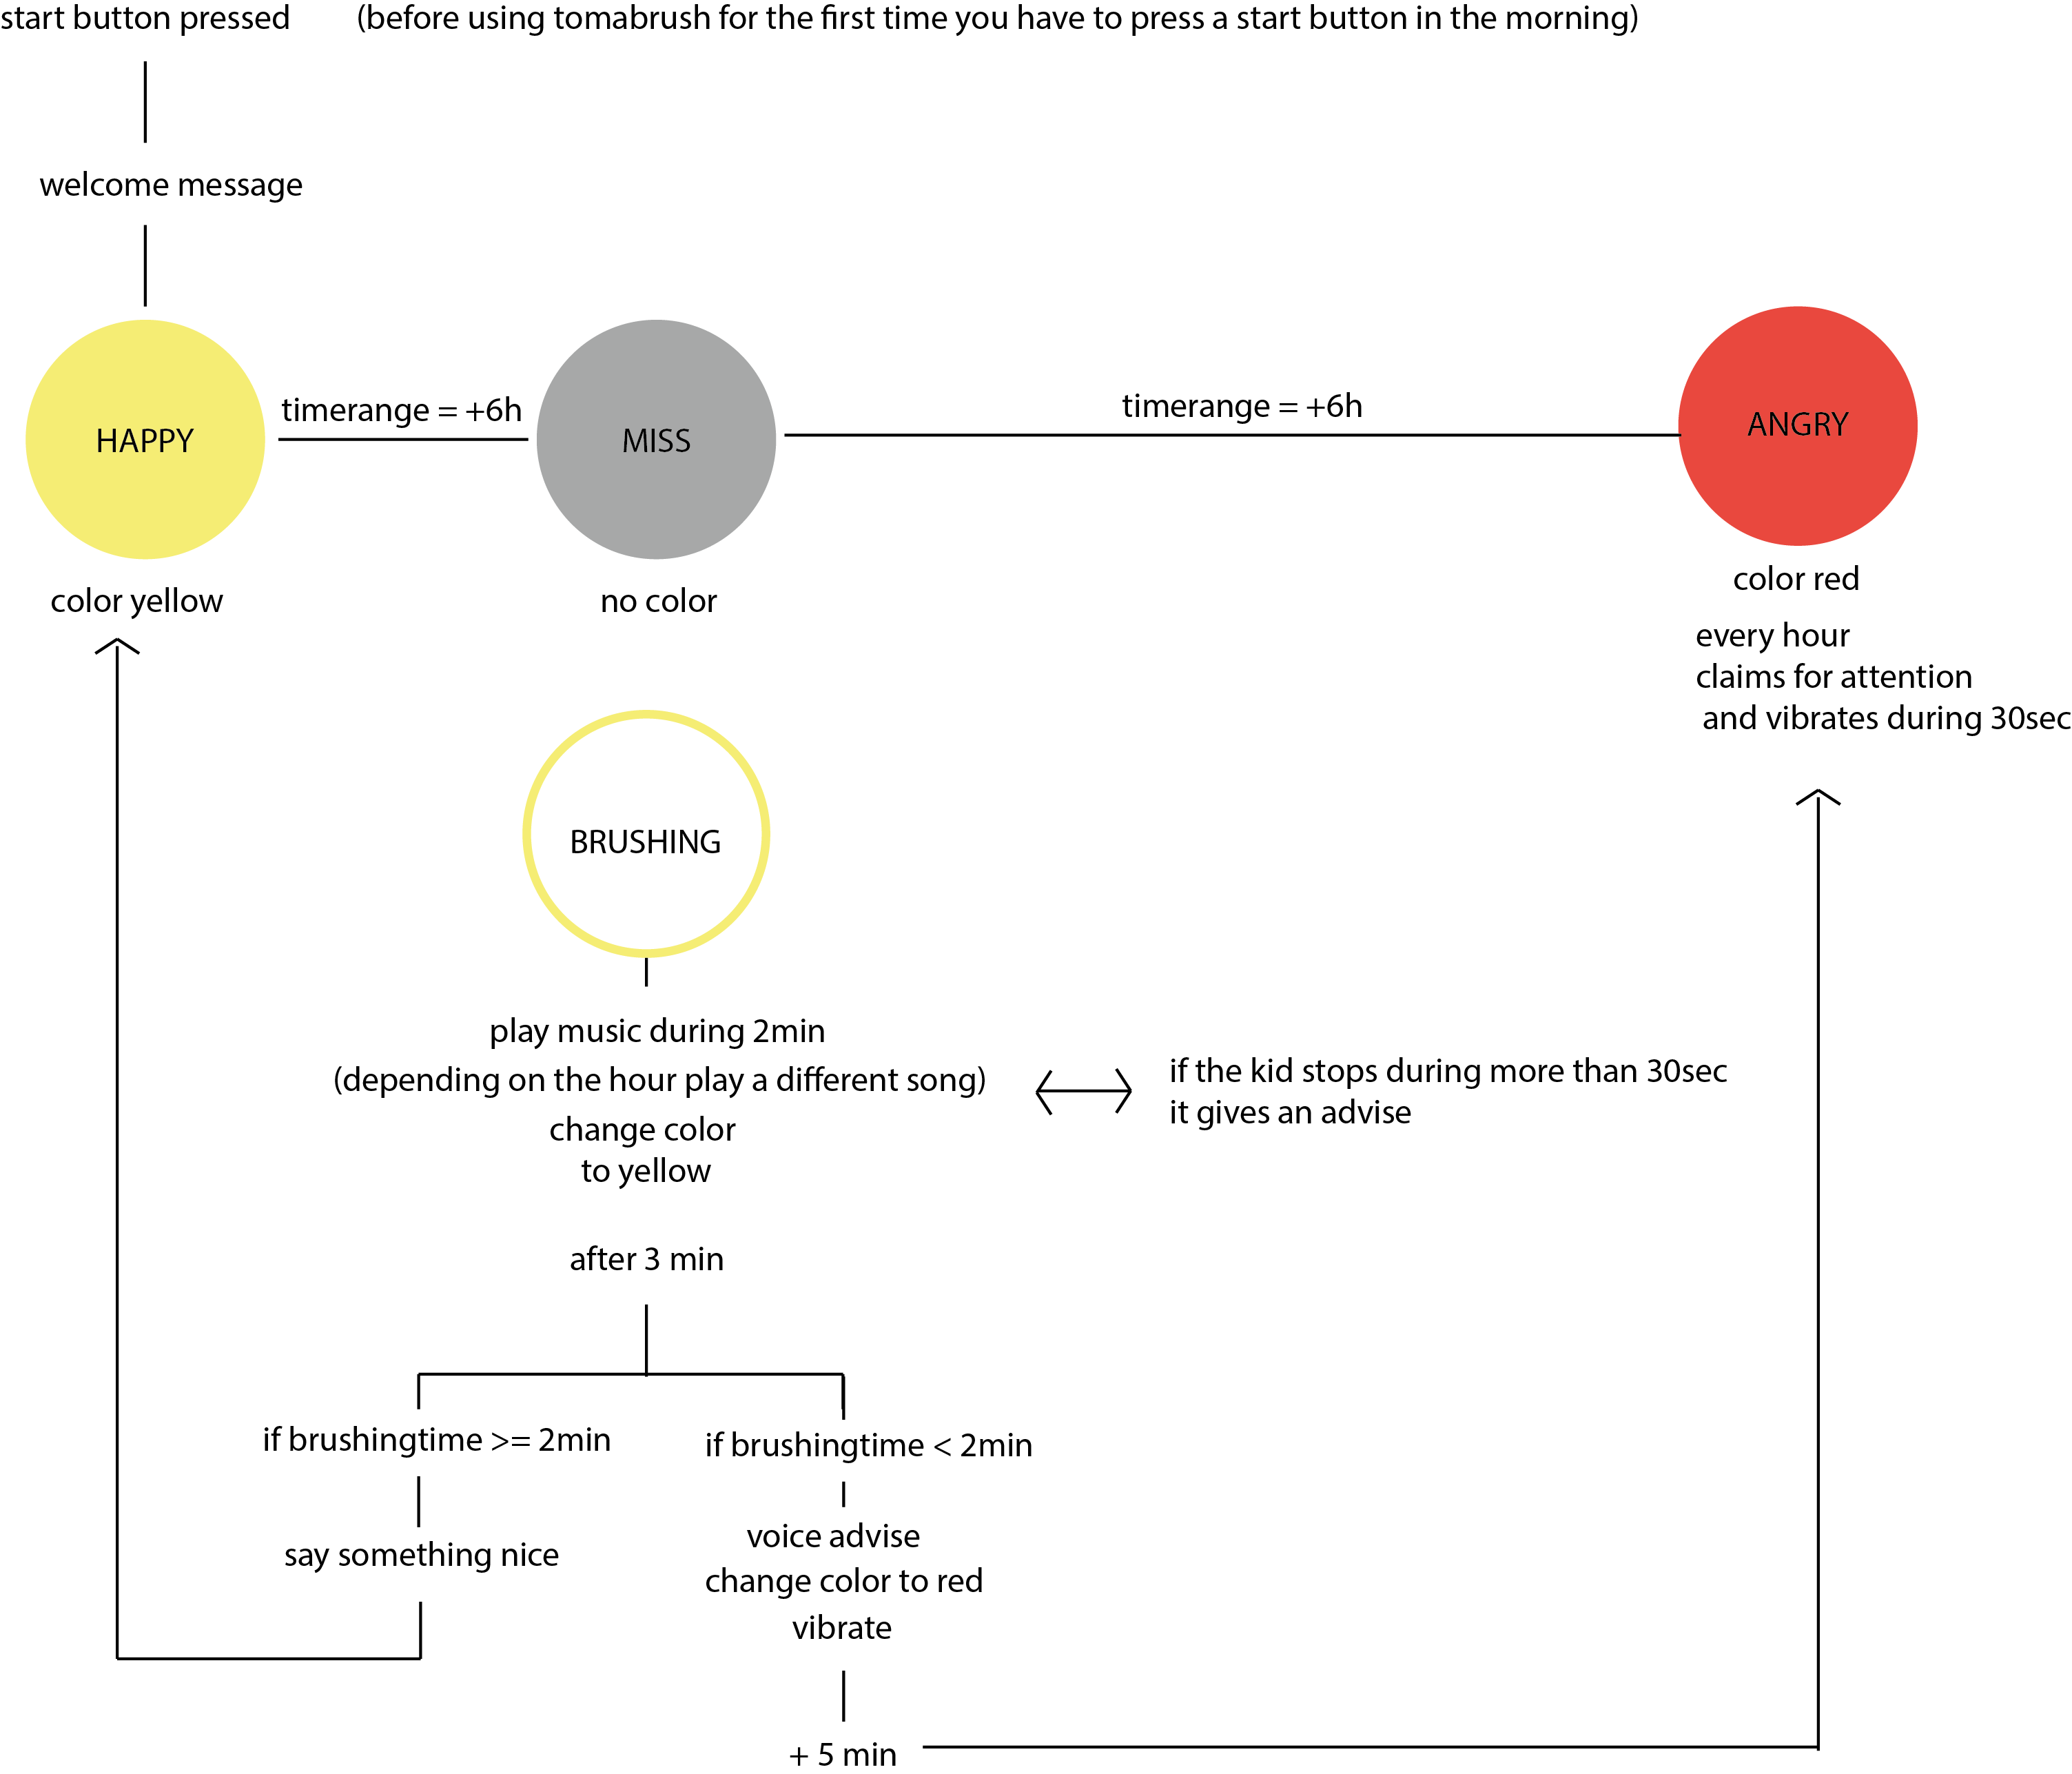 start button pressed
(before using tomabrush for the first time you have to press a start button in the morning)
welcome message
HAPPY
timerange = +6h
MISS
timerange = +6h
ANGRY
color yellow
no color
color red
every hour
claims for attention
and vibrates during 30sec
BRUSHING
play music during 2min
(depending on the hour play a different song)
change color
to yellow
if the kid stops during more than 30sec
it gives an advise
after 3 min
if brushingtime >= 2min
if brushingtime < 2min
say something nice
voice advise
change color to red
vibrate
+ 5 min